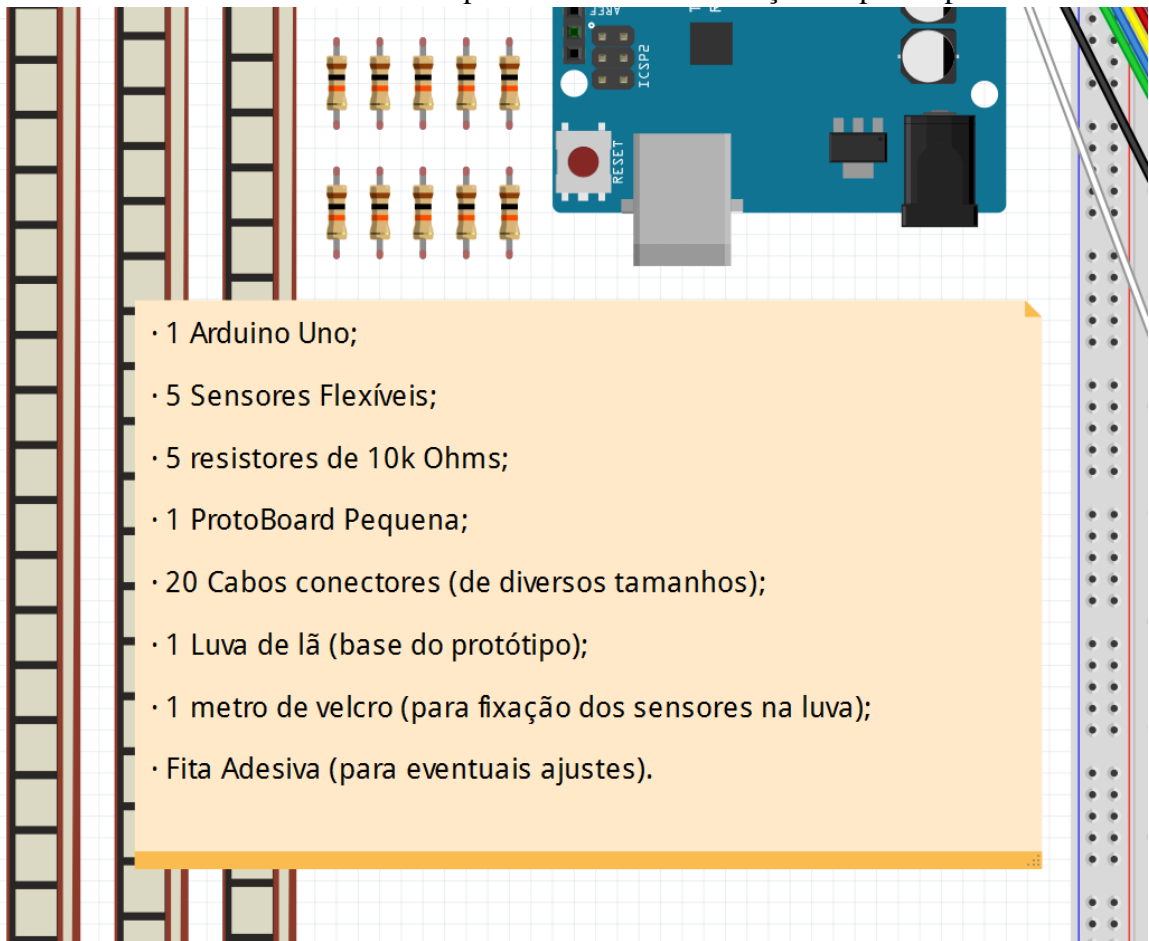 ICSP2
RESET
· 1 Arduino Uno;
· 5 Sensores Flexíveis;
· 5 resistores de 10k Ohms;
· 1 ProtoBoard Pequena;
· 20 Cabos conectores (de diversos tamanhos);
· 1 Luva de lã (base do protótipo);
· 1 metro de velcro (para fixação dos sensores na luva);
· Fita Adesiva (para eventuais ajustes).